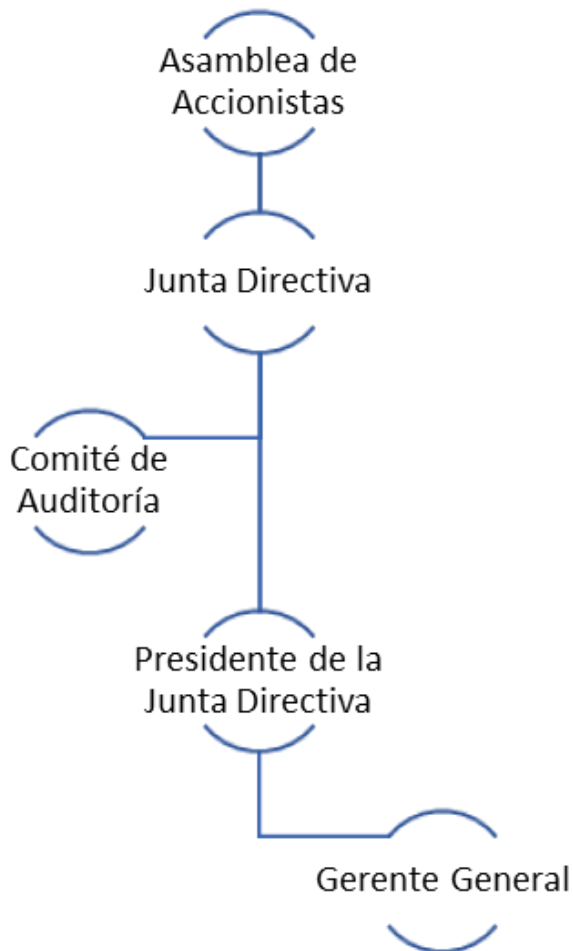 Asamblea de
Accionistas
Junta Directiva
Comité de
Auditoría
Presidente de la
Junta Directiva
Gerente General